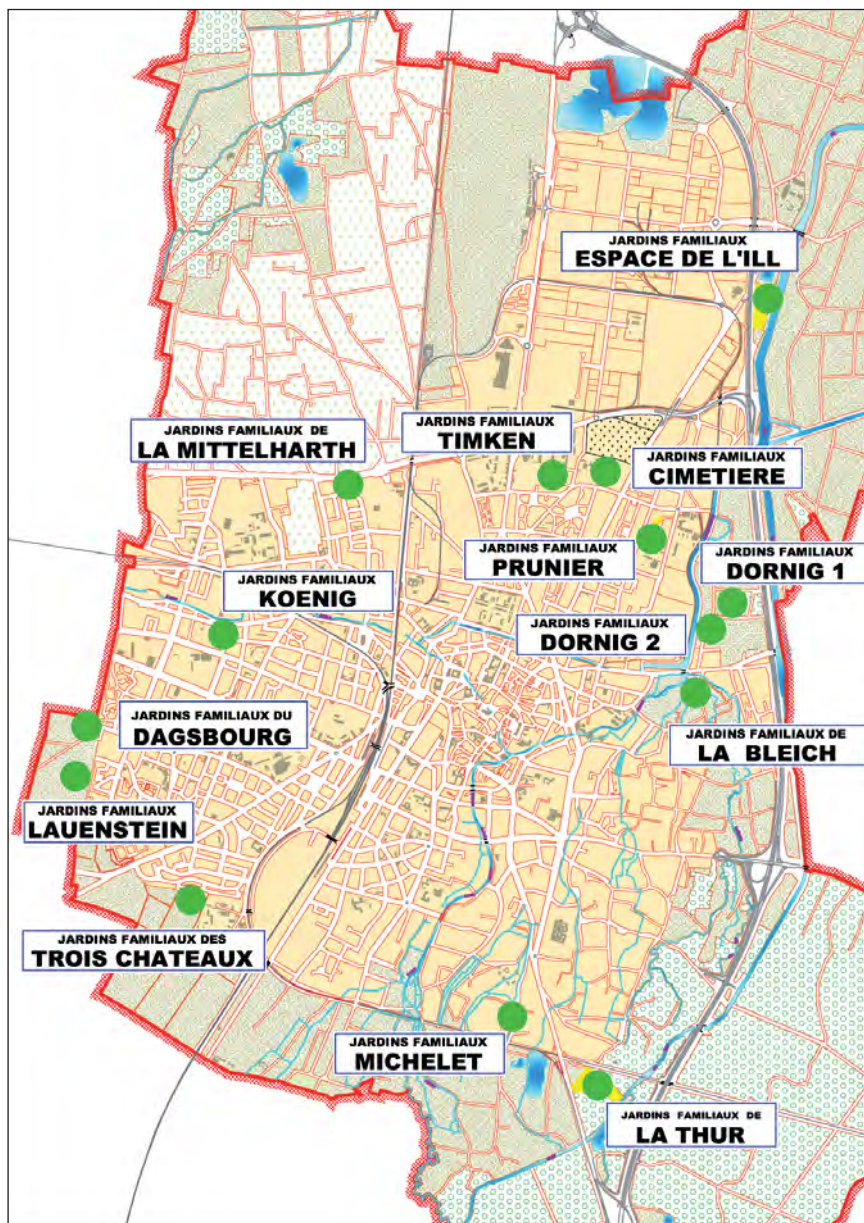 JARDINS FAMILIAUX
ESPACE DE L'ILL
JARDINS FAMILIAUX DE
LA MITTELHARTH
JARDINS FAMILIAUX
TIMKEN
JARDINS FAMILIAUX
CIMETIERE
JARDINS FAMILIAUX
PRUNIER
JARDINS FAMILIAUX
DORNIG 1
JARDINS FAMILIAUX
KOENIG
JARDINS FAMILIAUX
DORNIG 2
JARDINS FAMILIAUX DU
DAGSBOURG
JARDINS FAMILIAUX DE
LA BLEICH
JARDINS FAMILIAUX
LAUENSTEIN
JARDINS FAMILIAUX DES
TROIS CHATEAUX
JARDINS FAMILIAUX
MICHELET
JARDINS FAMILIAUX DE
LA THUR